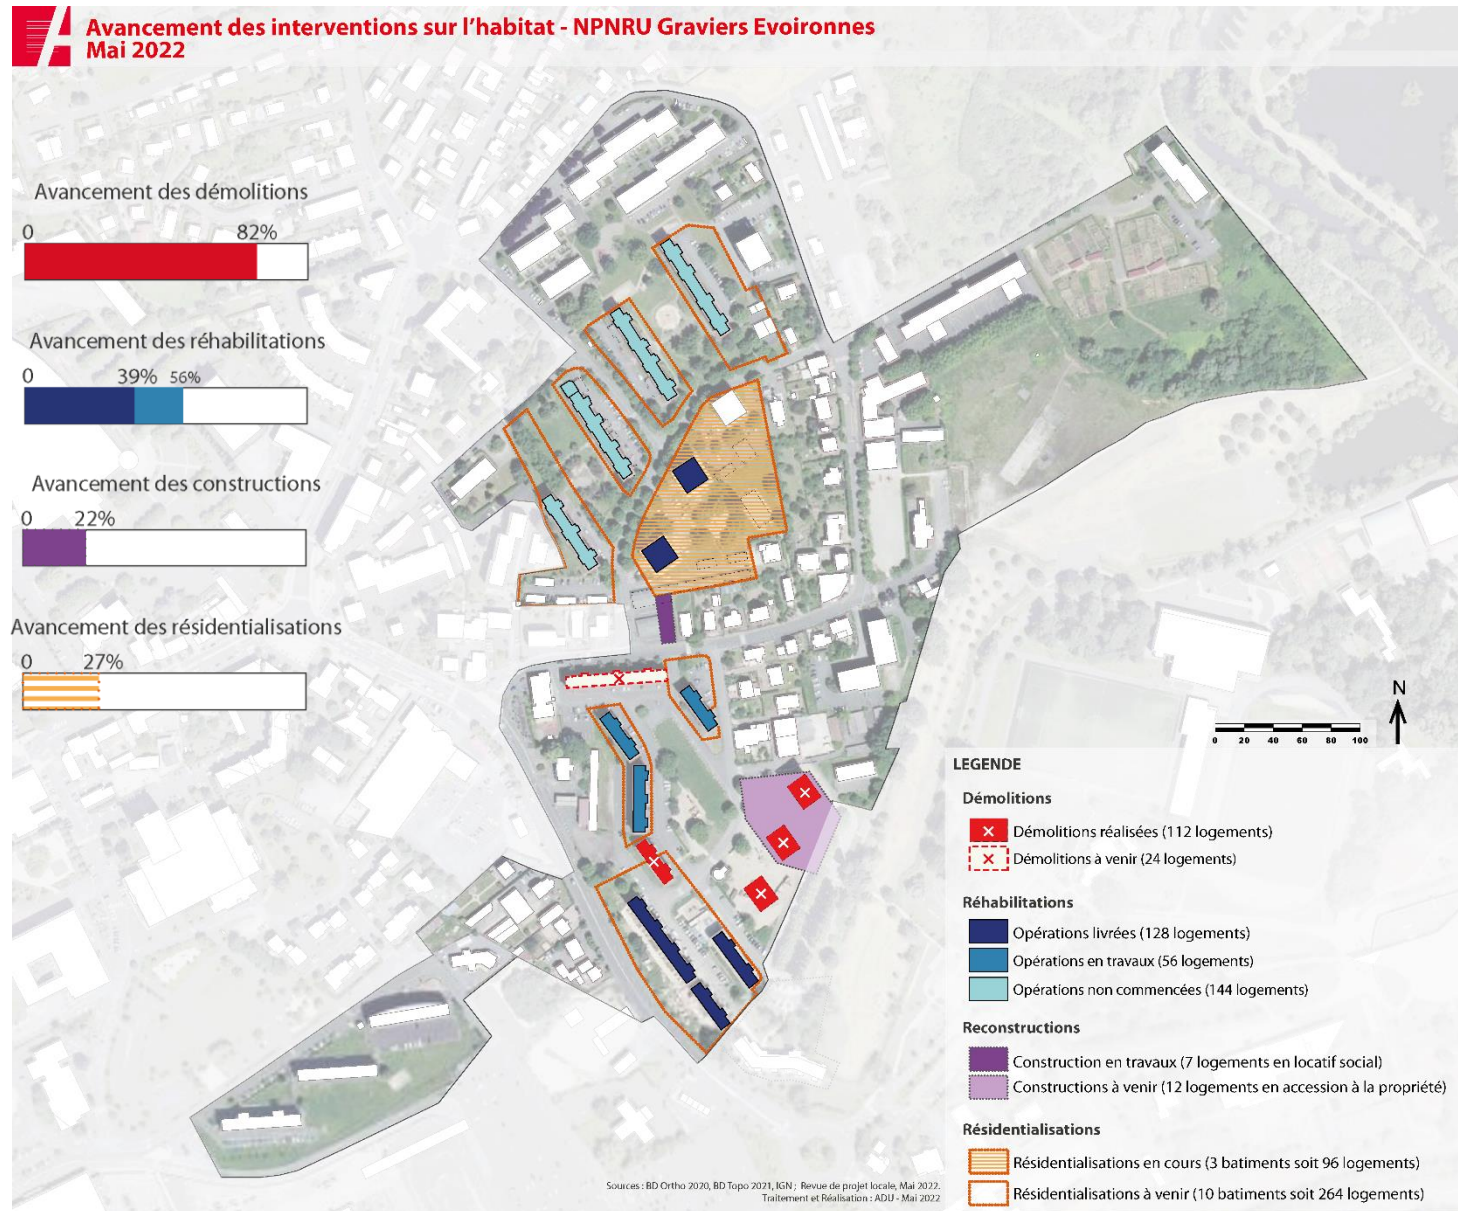 Avancement des interventions sur l'habitat - NPNRU Graviers Evoironnes
Mai 2022
Avancement des démolitions
0 82%
Avancement des réhabilitations
0 39% 56%
Avancement des constructions
0 22%
Avancement des résidentialisations
0 27%
N
0 20 40 60 80 100
LEGENDE
Démolitions
Démolitions réalisées (112 logements)
Démolitions à venir (24 logements)
Réhabilitations
Opérations livrées (128 logements)
Opérations en travaux (56 logements)
Opérations non commencées (144 logements)
Reconstructions
Construction en travaux (7 logements en locatif social)
Constructions à venir (12 logements en accession à la propriété)
Résidentialisations
Résidentialisations en cours (3 batiments soit 96 logements)
Résidentialisations à venir (10 batiments soit 264 logements)
Sources : BD Ortho 2020, BD Topo 2021, IGN ; Revue de projet locale, Mai 2022.
Traitement et Réalisation : ADU - Mai 2022